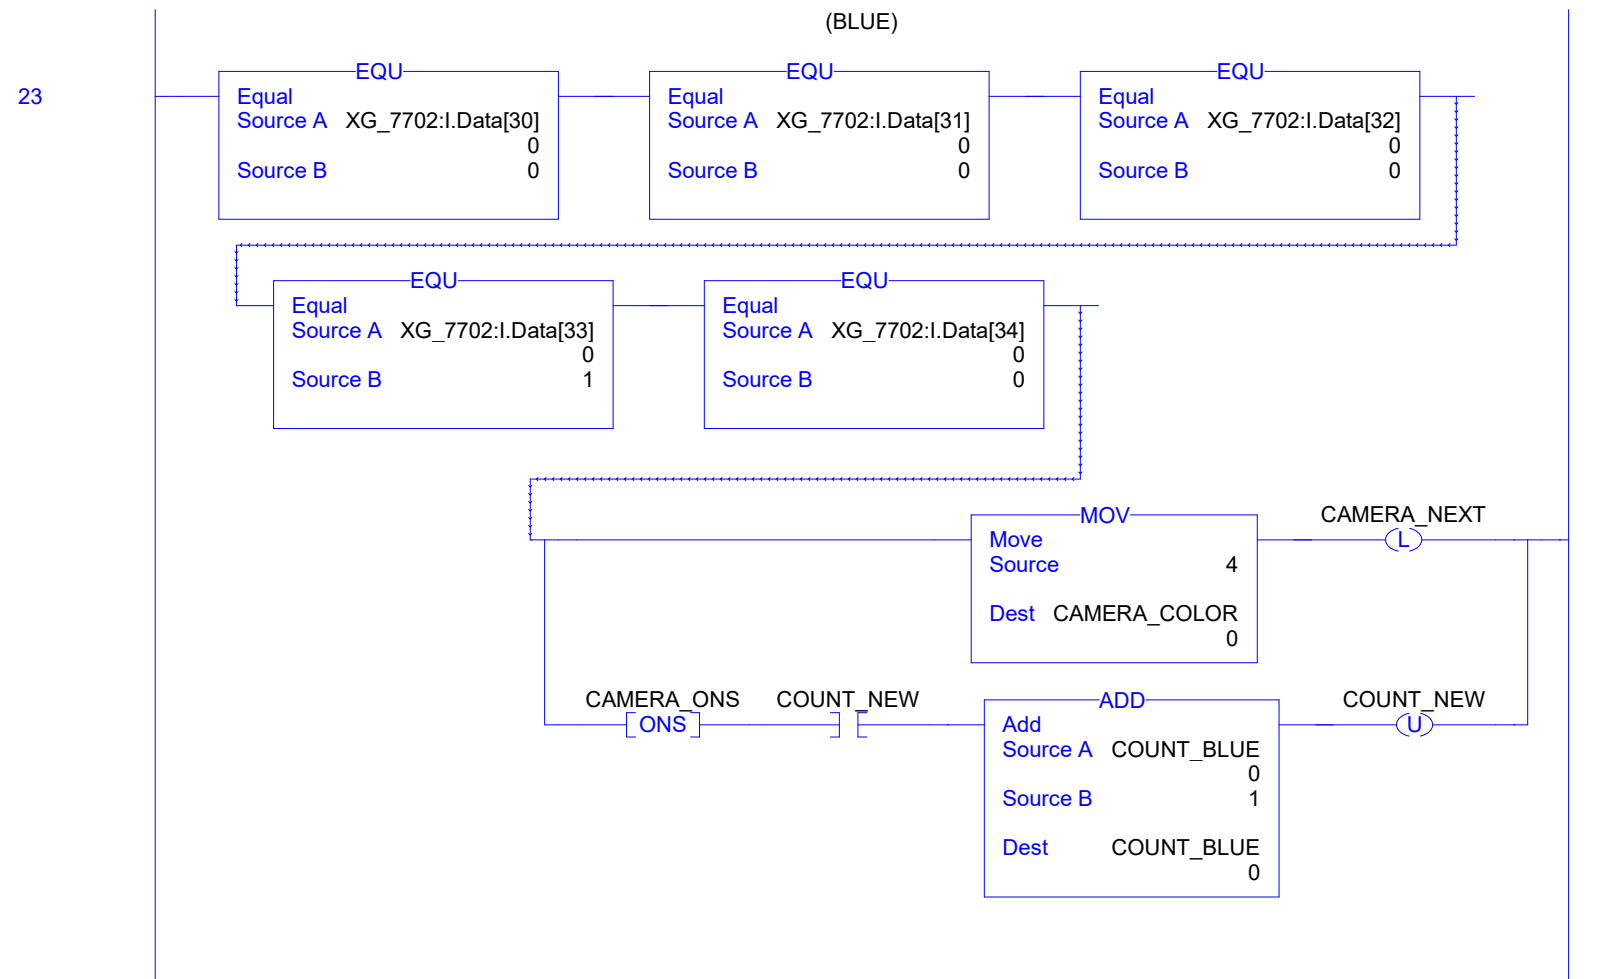 (BLUE)
23
EQU
Equal
Source A XG_7702:I.Data[30]
0
Source B 0
EQU
Equal
Source A XG_7702:I.Data[31]
0
Source B 0
EQU
Equal
Source A XG_7702:I.Data[32]
0
Source B 0
EQU
Equal
Source A XG_7702:I.Data[33]
0
Source B 1
EQU
Equal
Source A XG_7702:I.Data[34]
0
Source B 0
MOV
Move
Source 4
Dest CAMERA_COLOR
0
CAMERA_NEXT
L
CAMERA_ONS
ONS
COUNT_NEW
ADD
Add
Source A COUNT_BLUE
0
Source B 1
Dest COUNT_BLUE
0
COUNT_NEW
U